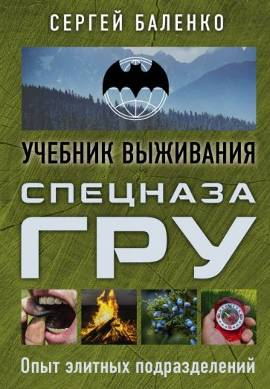 СЕРГЕЙ БАЛЕНКО
УЧЕБНИК ВЫЖИВАНИЯ
СПЕЦНАЗА
ГРУ
Опыт элитных подразделений